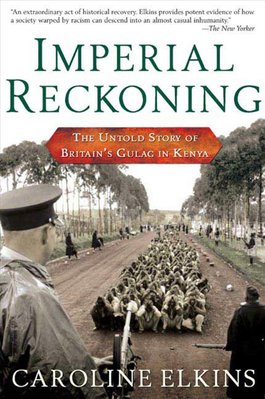 "An extraordinary act of historical recovery. Elkins provides potent evidence of how
a society warped by racism can descend into an almost casual inhumanity."
—The New Yorker
IMPERIAL
RECKONING
THE UNTOLD STORY OF
BRITAIN'S GULAG IN KENYA
CAROLINE ELKINS